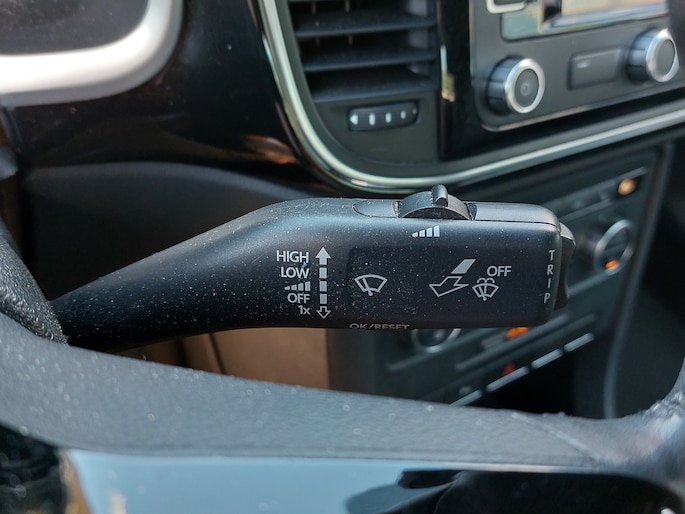 HIGH
LOW
OFF
1x
OFF
TRIP
OK/RESET